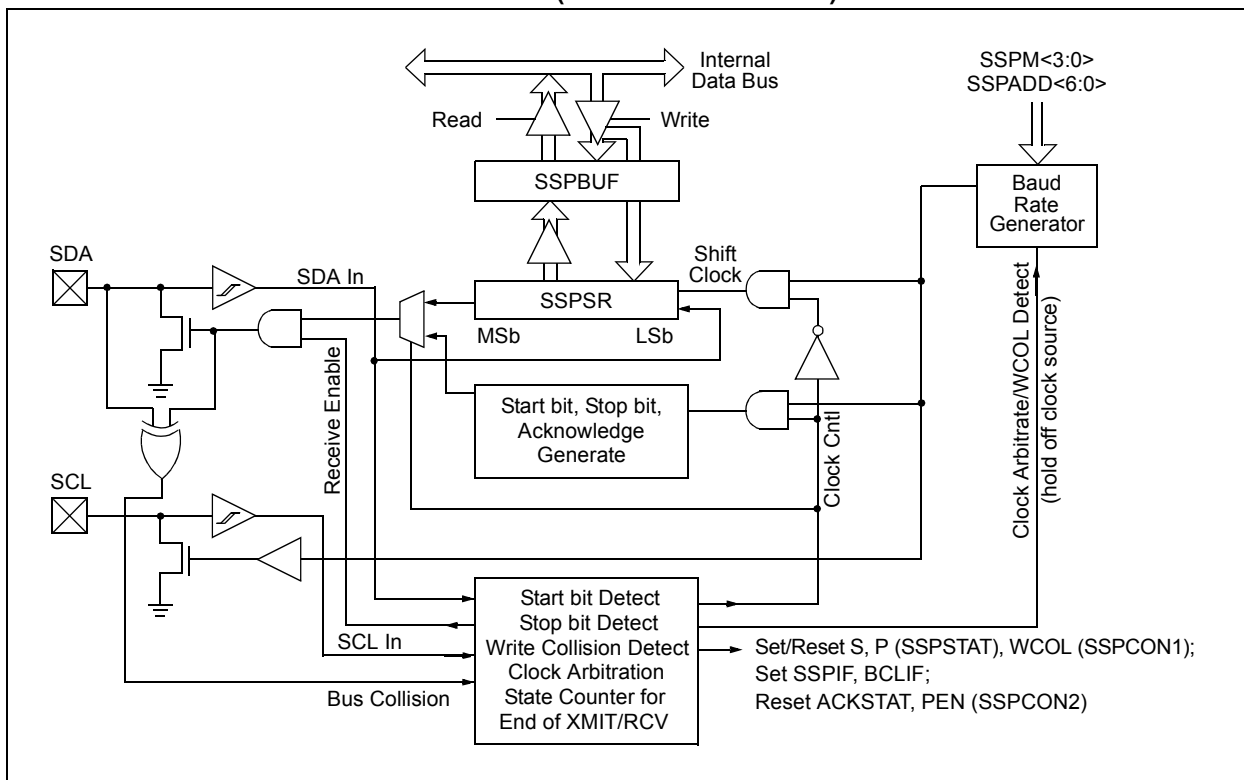 Internal
Data Bus
SSPM<3:0>
SSPADD<6:0>
Read
Write
SSPBUF
Baud
Rate
Generator
SDA
SDA In
Shift
Clock
SSPSR
MSb
LSb
Start bit, Stop bit,
Acknowledge
Generate
Receive Enable
Clock Cntl
Clock Arbitrate/WCOL Detect
(hold off clock source)
SCL
SCL In
Bus Collision
Start bit Detect
Stop bit Detect
Write Collision Detect
Clock Arbitration
State Counter for
End of XMIT/RCV
Set/Reset S, P (SSPSTAT), WCOL (SSPCON1);
Set SSPIF, BCLIF;
Reset ACKSTAT, PEN (SSPCON2)